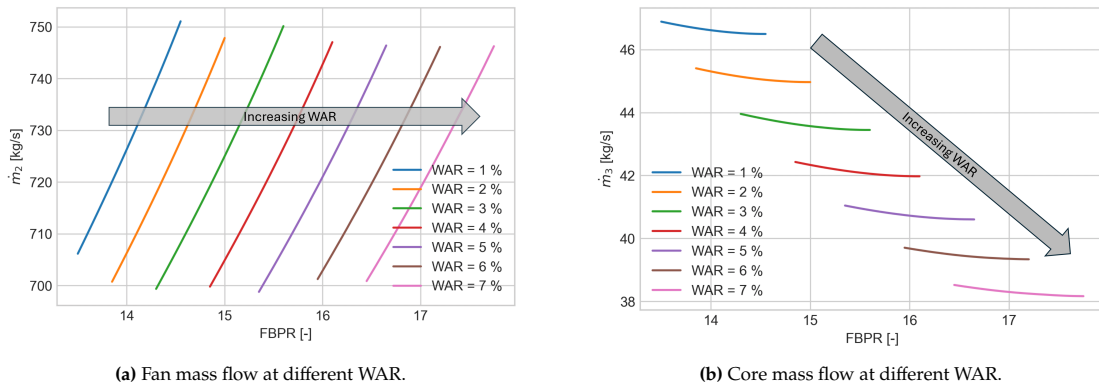 750
740
730
720
710
700
ṁ₂ [kg/s]
Increasing WAR
WAR = 1 %
WAR = 2 %
WAR = 3 %
WAR = 4 %
WAR = 5 %
WAR = 6 %
WAR = 7 %
14 15 16 17
FBPR [-]
(a) Fan mass flow at different WAR.
46
44
42
40
38
ṁ₃ [kg/s]
Increasing WAR
WAR = 1 %
WAR = 2 %
WAR = 3 %
WAR = 4 %
WAR = 5 %
WAR = 6 %
WAR = 7 %
14 15 16 17
FBPR [-]
(b) Core mass flow at different WAR.